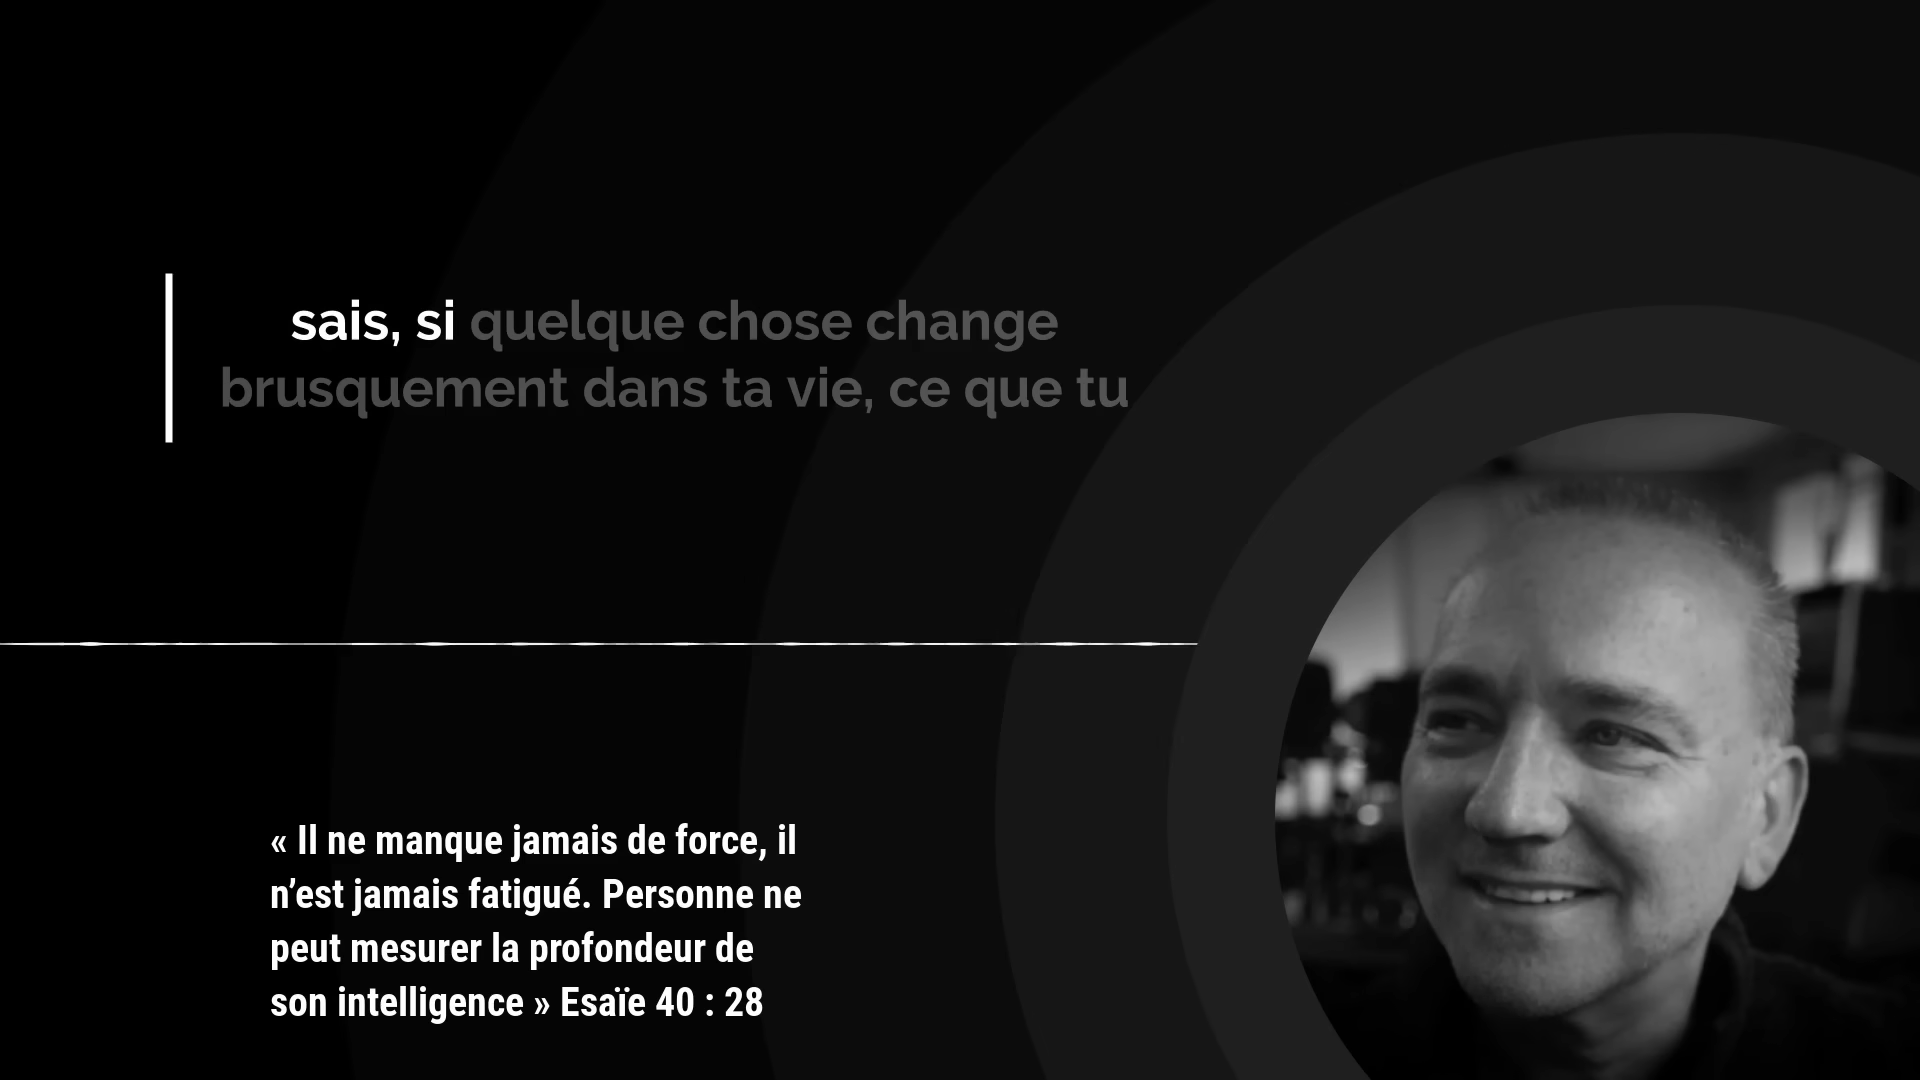 sais, si quelque chose change
brusquement dans ta vie, ce que tu
« Il ne manque jamais de force, il
n’est jamais fatigué. Personne ne
peut mesurer la profondeur de
son intelligence » Esaïe 40 : 28